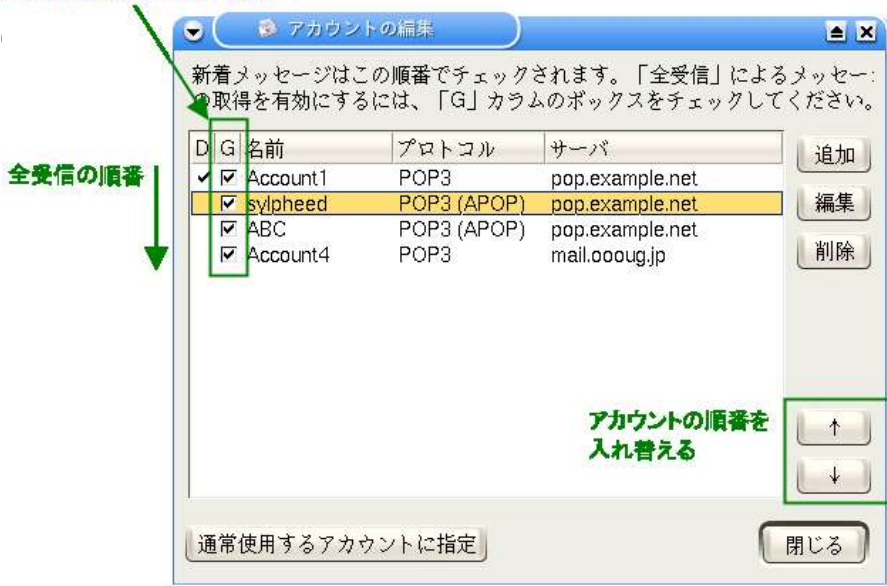 アカウントの編集
新着メッセージはこの順番でチェックされます。「全受信」によるメッセー
の取得を有効にするには、「G」カラムのボックスをチェックしてください。
D G 名前 プロトコル サーバ
Account1 POP3 pop.example.net
sylpheed POP3 (APOP) pop.example.net
ABC POP3 (APOP) pop.example.net
Account4 POP3 mail.oooug.jp
全受信の順番
追加
編集
削除
アカウントの順番を
入れ替える
↑
↓
通常使用するアカウントに指定
閉じる